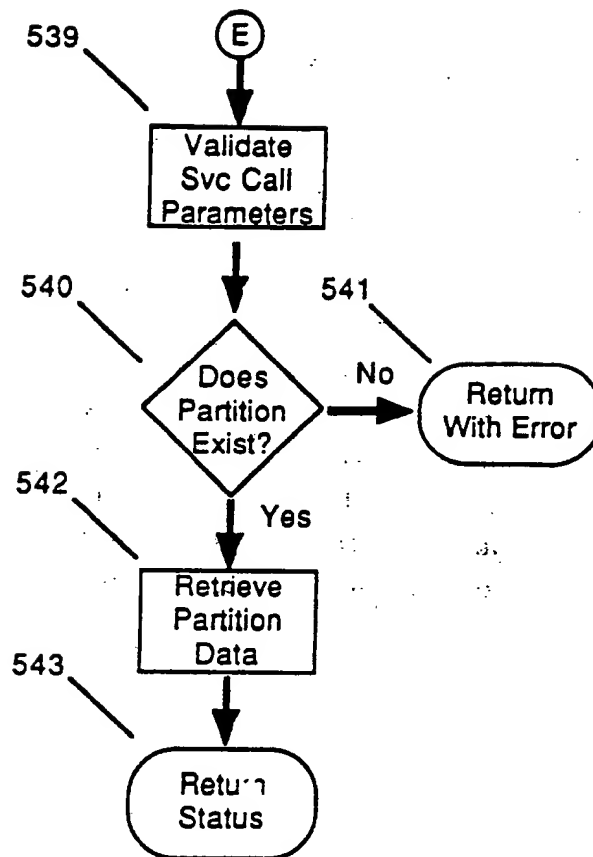 539
E
Validate
Svc Call
Parameters
540
541
Does
Partition
Exist?
No
Return
With Error
542
Yes
Retrieve
Partition
Data
543
Return
Status